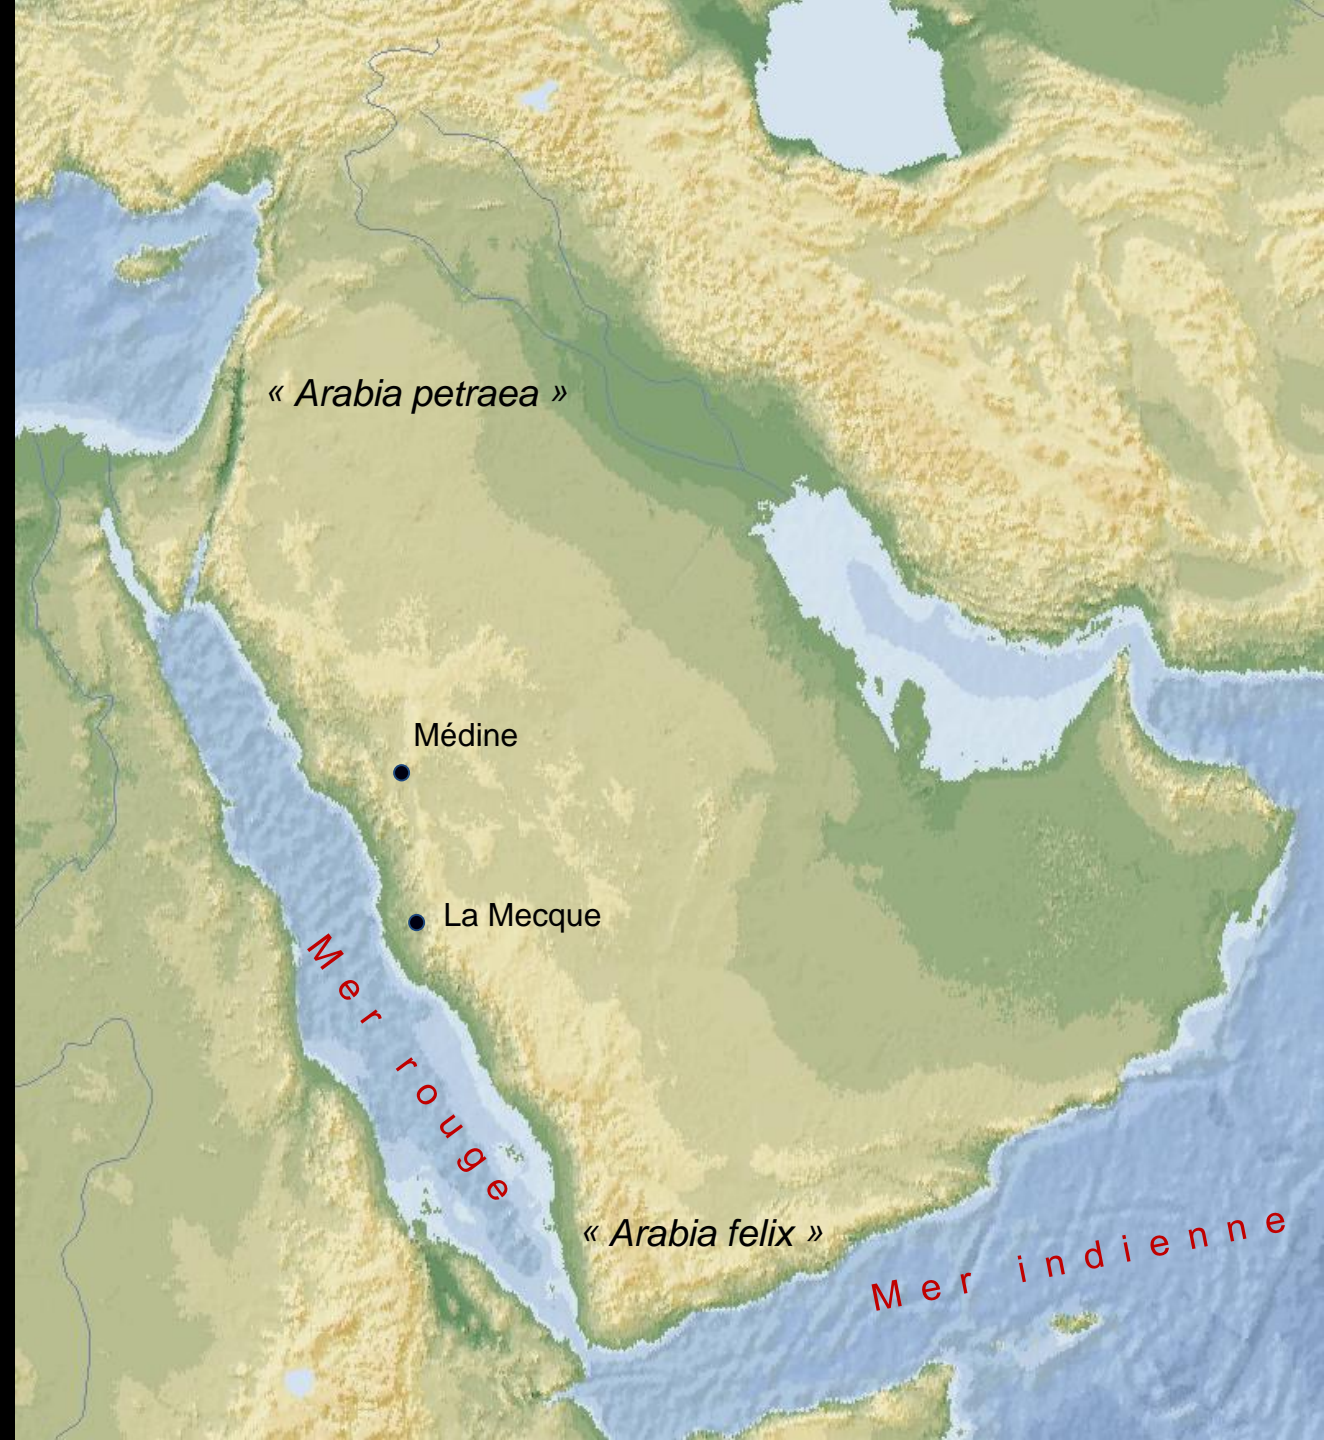 « Arabia petraea »
Médine
La Mecque
Mer rouge
« Arabia felix »
Mer indienne